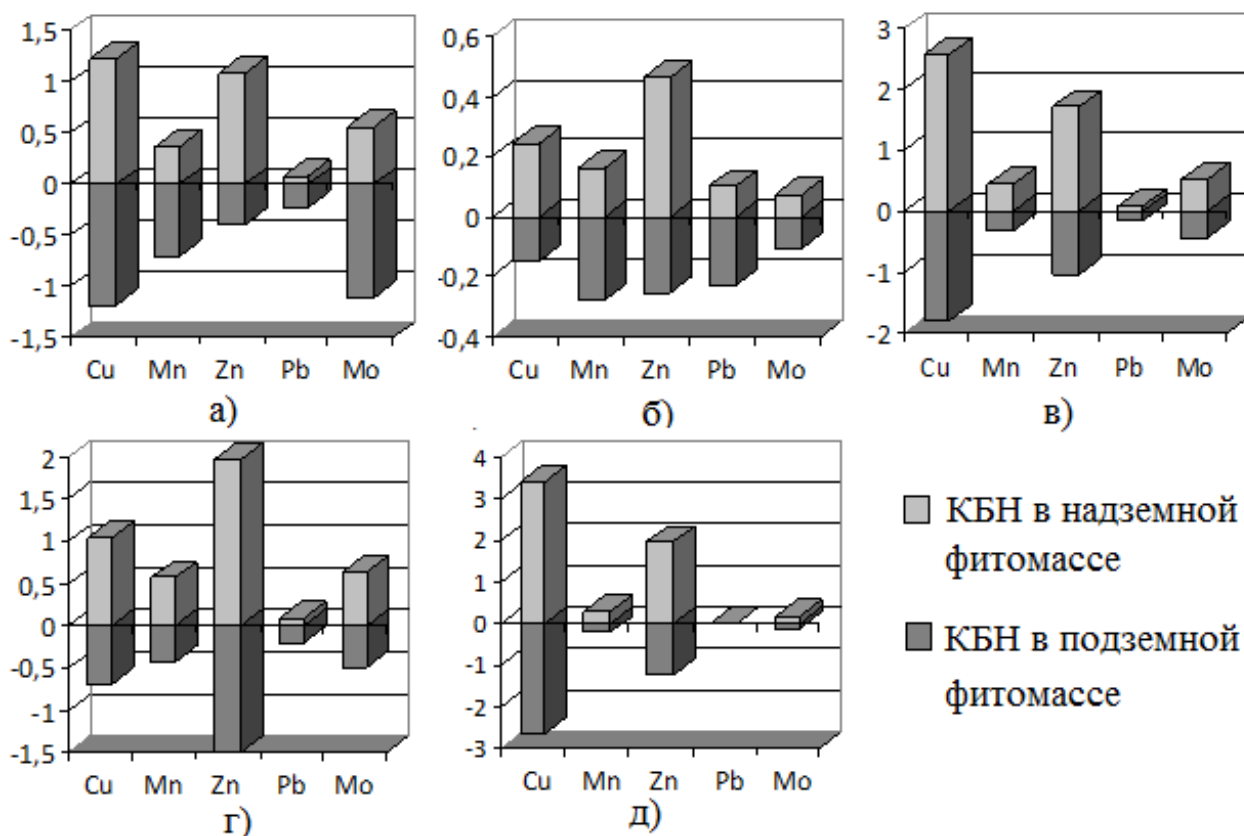 1,5
1
0,5
0
-0,5
-1
-1,5
Cu Mn Zn Pb Mo
а)
0,6
0,4
0,2
0
-0,2
-0,4
Cu Mn Zn Pb Mo
б)
3
2
1
0
-1
-2
Cu Mn Zn Pb Mo
в)
2
1,5
1
0,5
0
-0,5
-1
-1,5
Cu Mn Zn Pb Mo
г)
4
3
2
1
0
-1
-2
-3
Cu Mn Zn Pb Mo
д)
КБН в надземной
фитомассе
КБН в подземной
фитомассе